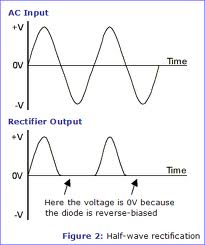 AC Input
+V
0V
Time
-V
Rectifier Output
+V
0V
Time
Here the voltage is 0V because
the diode is reverse-biased
-V
Figure 2: Half-wave rectification